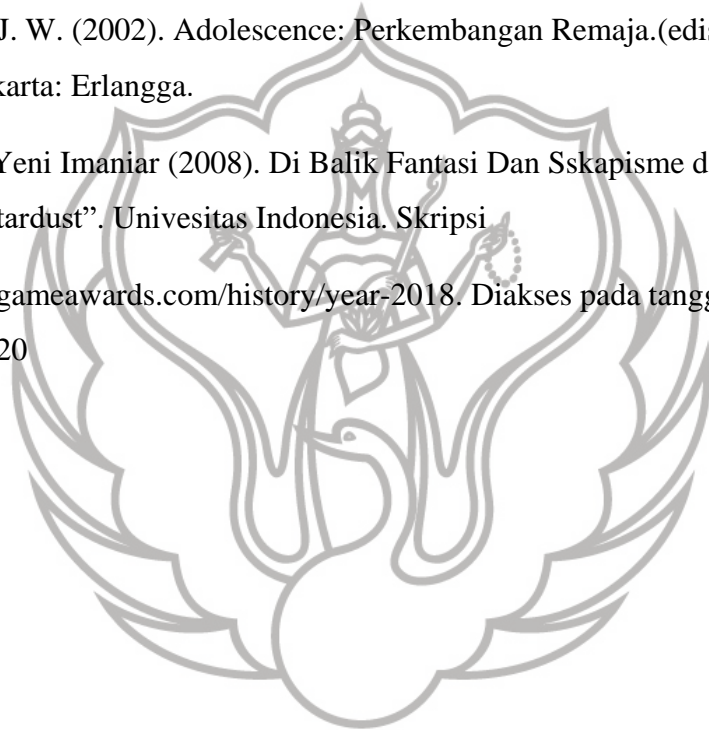 J. W. (2002). Adolescence: Perkembangan Remaja.(edis
karta: Erlangga.
Yeni Imaniar (2008). Di Balik Fantasi Dan Sskapisme d
tardust”. Univesitas Indonesia. Skripsi
gameawards.com/history/year-2018. Diakses pada tangg
20